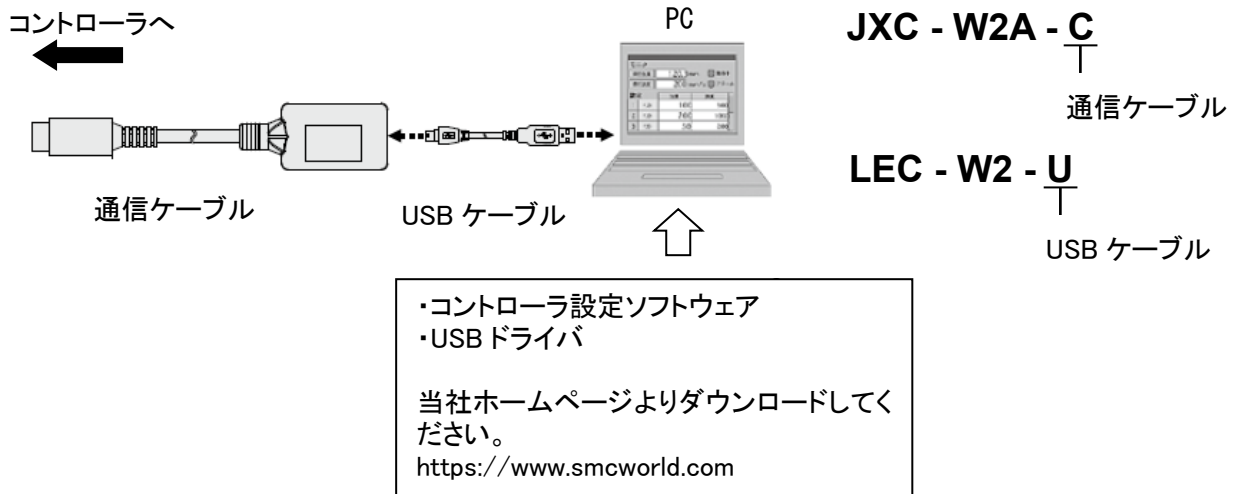 コントローラへ
PC
JXC - W2A - C
通信ケーブル
LEC - W2 - U
USB ケーブル
通信ケーブル
USB ケーブル
・コントローラ設定ソフトウェア
・USBドライバ
当社ホームページよりダウンロードしてく
ださい。
https://www.smcworld.com